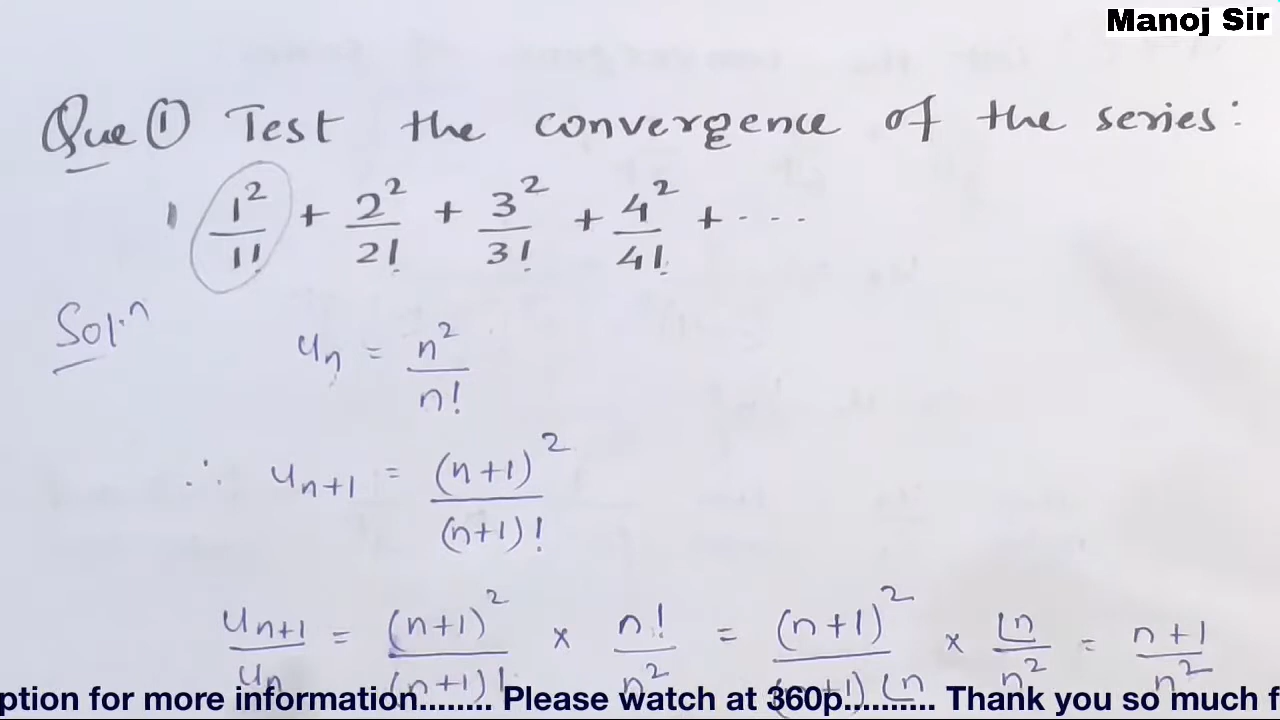 Manoj Sir
Que ① Test the convergence of the series:
1²/1! + 2²/2! + 3²/3! + 4²/4! + ...
Sol.n
un = n²/n!
∴ un+1 = (n+1)²/(n+1)!
un+1/un = (n+1)²/(n+1)! × n!/n² = (n+1)²/(n+1) ⌊n × ⌊n/n² = n+1/n²
ption for more information........ Please watch at 360p.......... Thank you so much f